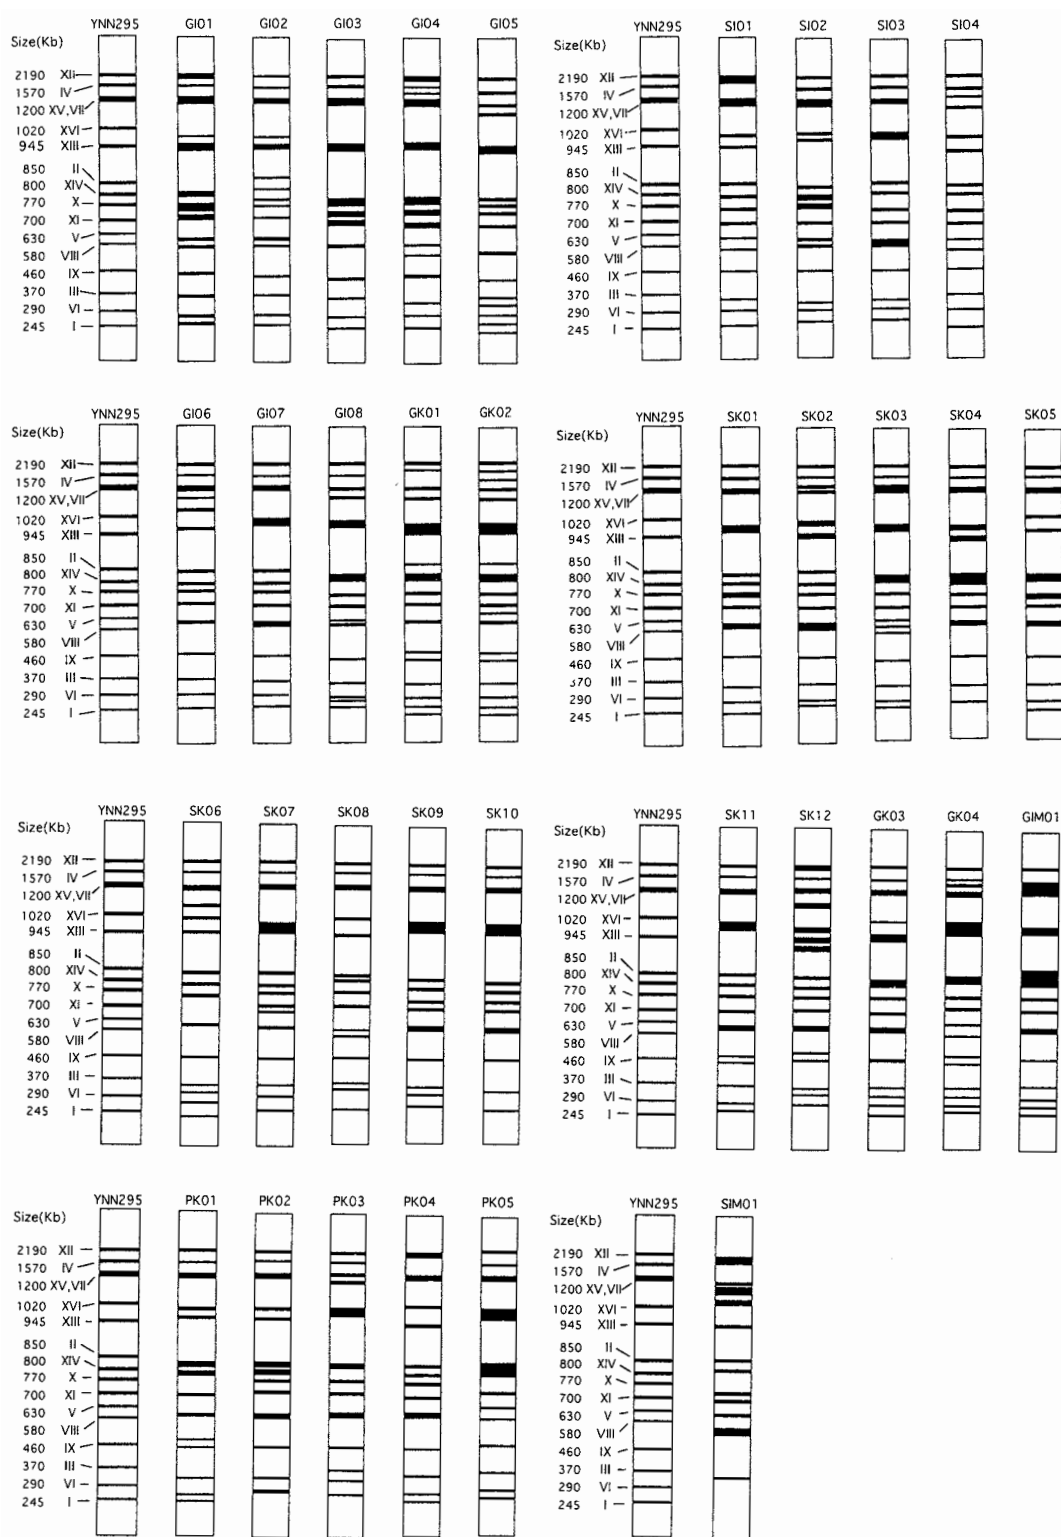 YNN295 GI01 GI02 GI03 GI04 GI05
Size(Kb)
2190 XII
1570 IV
1200 XV,VII
1020 XVI
945 XIII
850 II
800 XIV
770 X
700 XI
630 V
580 VIII
460 IX
370 III
290 VI
245 I
YNN295 SI01 SI02 SI03 SI04
Size(Kb)
2190 XII
1570 IV
1200 XV,VII
1020 XVI
945 XIII
850 II
800 XIV
770 X
700 XI
630 V
580 VIII
460 IX
370 III
290 VI
245 I
YNN295 GI06 GI07 GI08 GK01 GK02
Size(Kb)
2190 XII
1570 IV
1200 XV,VII
1020 XVI
945 XIII
850 II
800 XIV
770 X
700 XI
630 V
580 VIII
460 IX
370 III
290 VI
245 I
YNN295 SK01 SK02 SK03 SK04 SK05
Size(Kb)
2190 XII
1570 IV
1200 XV,VII
1020 XVI
945 XIII
850 II
800 XIV
770 X
700 XI
630 V
580 VIII
460 IX
370 III
290 VI
245 I
YNN295 SK06 SK07 SK08 SK09 SK10
Size(Kb)
2190 XII
1570 IV
1200 XV,VII
1020 XVI
945 XIII
850 II
800 XIV
770 X
700 XI
630 V
580 VIII
460 IX
370 III
290 VI
245 I
YNN295 SK11 SK12 GK03 GK04 GIM01
Size(Kb)
2190 XII
1570 IV
1200 XV,VII
1020 XVI
945 XIII
850 II
800 XIV
770 X
700 XI
630 V
580 VIII
460 IX
370 III
290 VI
245 I
YNN295 PK01 PK02 PK03 PK04 PK05
Size(Kb)
2190 XII
1570 IV
1200 XV,VII
1020 XVI
945 XIII
850 II
800 XIV
770 X
700 XI
630 V
580 VIII
460 IX
370 III
290 VI
245 I
YNN295 SIM01
Size(Kb)
2190 XII
1570 IV
1200 XV,VII
1020 XVI
945 XIII
850 II
800 XIV
770 X
700 XI
630 V
580 VIII
460 IX
370 III
290 VI
245 I